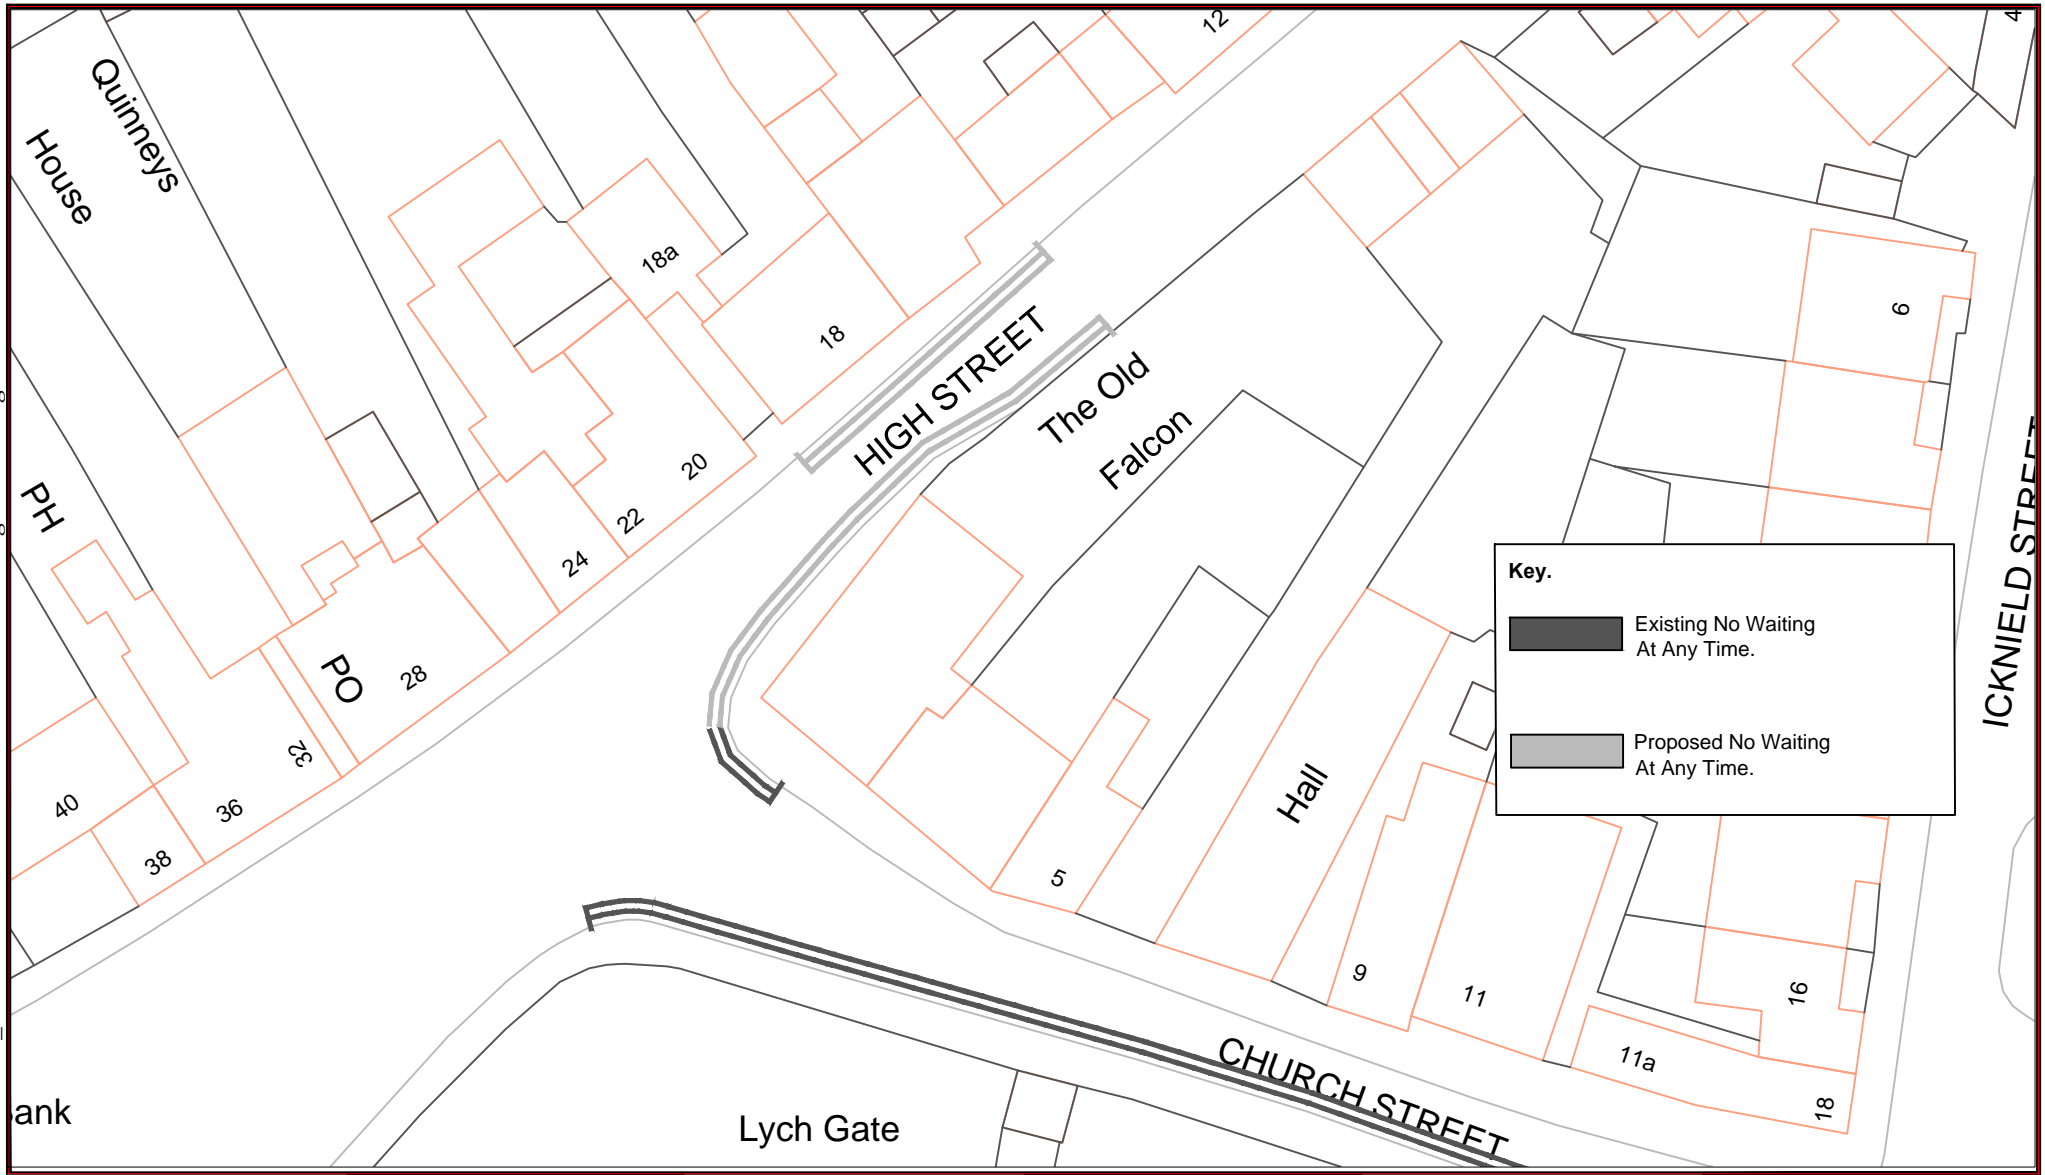 12
4
Quinneys
House
18a
18
6
HIGH STREET
The Old
Falcon
20
22
24
PH
PO
28
32
36
38
40
ICKNIELD STREET
Key.
Existing No Waiting
At Any Time.
Proposed No Waiting
At Any Time.
Hall
5
9
11
16
11a
18
CHURCH STREET
Lych Gate
ank